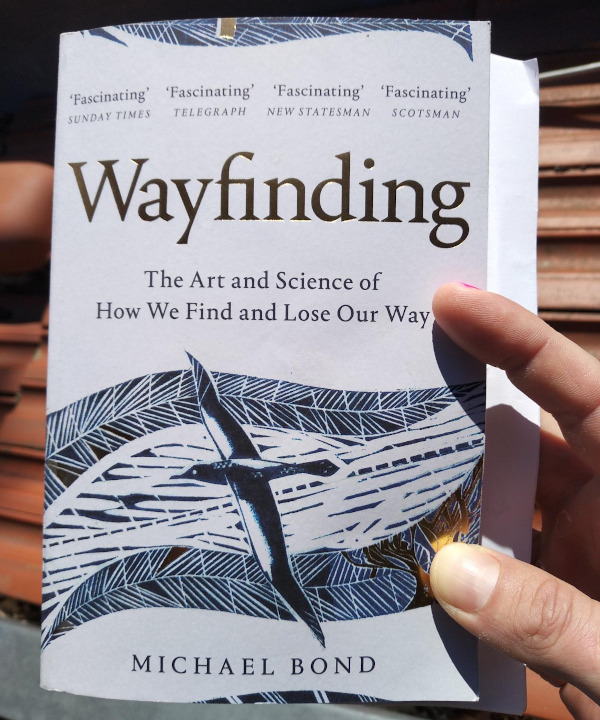 'Fascinating' 'Fascinating' 'Fascinating' 'Fascinating'
SUNDAY TIMES TELEGRAPH NEW STATESMAN SCOTSMAN
Wayfinding
The Art and Science of
How We Find and Lose Our Way
MICHAEL BOND